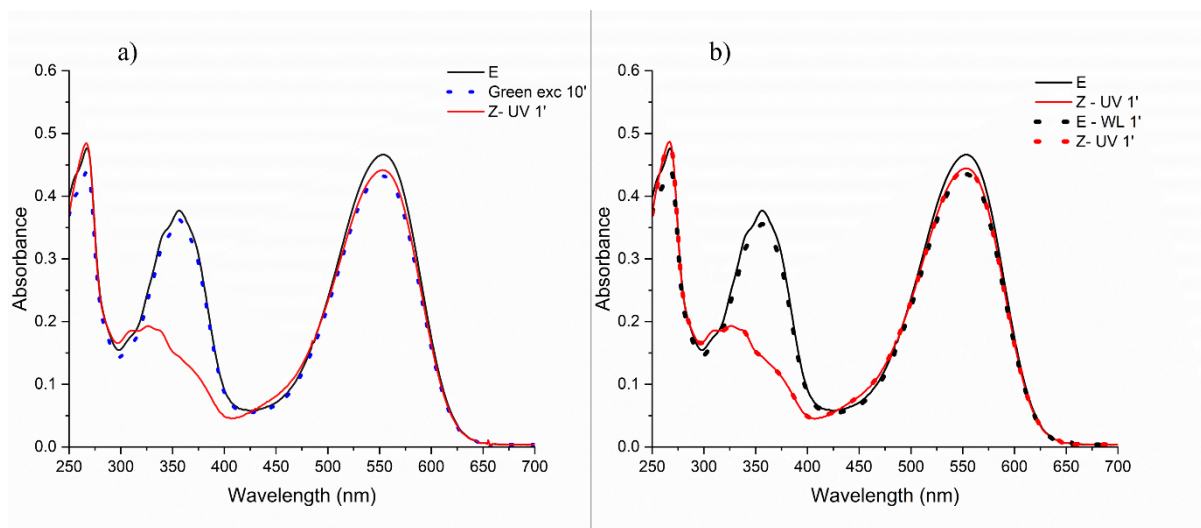 a)
E
Green exc 10'
Z- UV 1'
0.6
0.5
0.4
0.3
0.2
0.1
0.0
Absorbance
250 300 350 400 450 500 550 600 650 700
Wavelength (nm)
b)
E
Z - UV 1'
E - WL 1'
Z- UV 1'
0.6
0.5
0.4
0.3
0.2
0.1
0.0
Absorbance
250 300 350 400 450 500 550 600 650 700
Wavelength (nm)